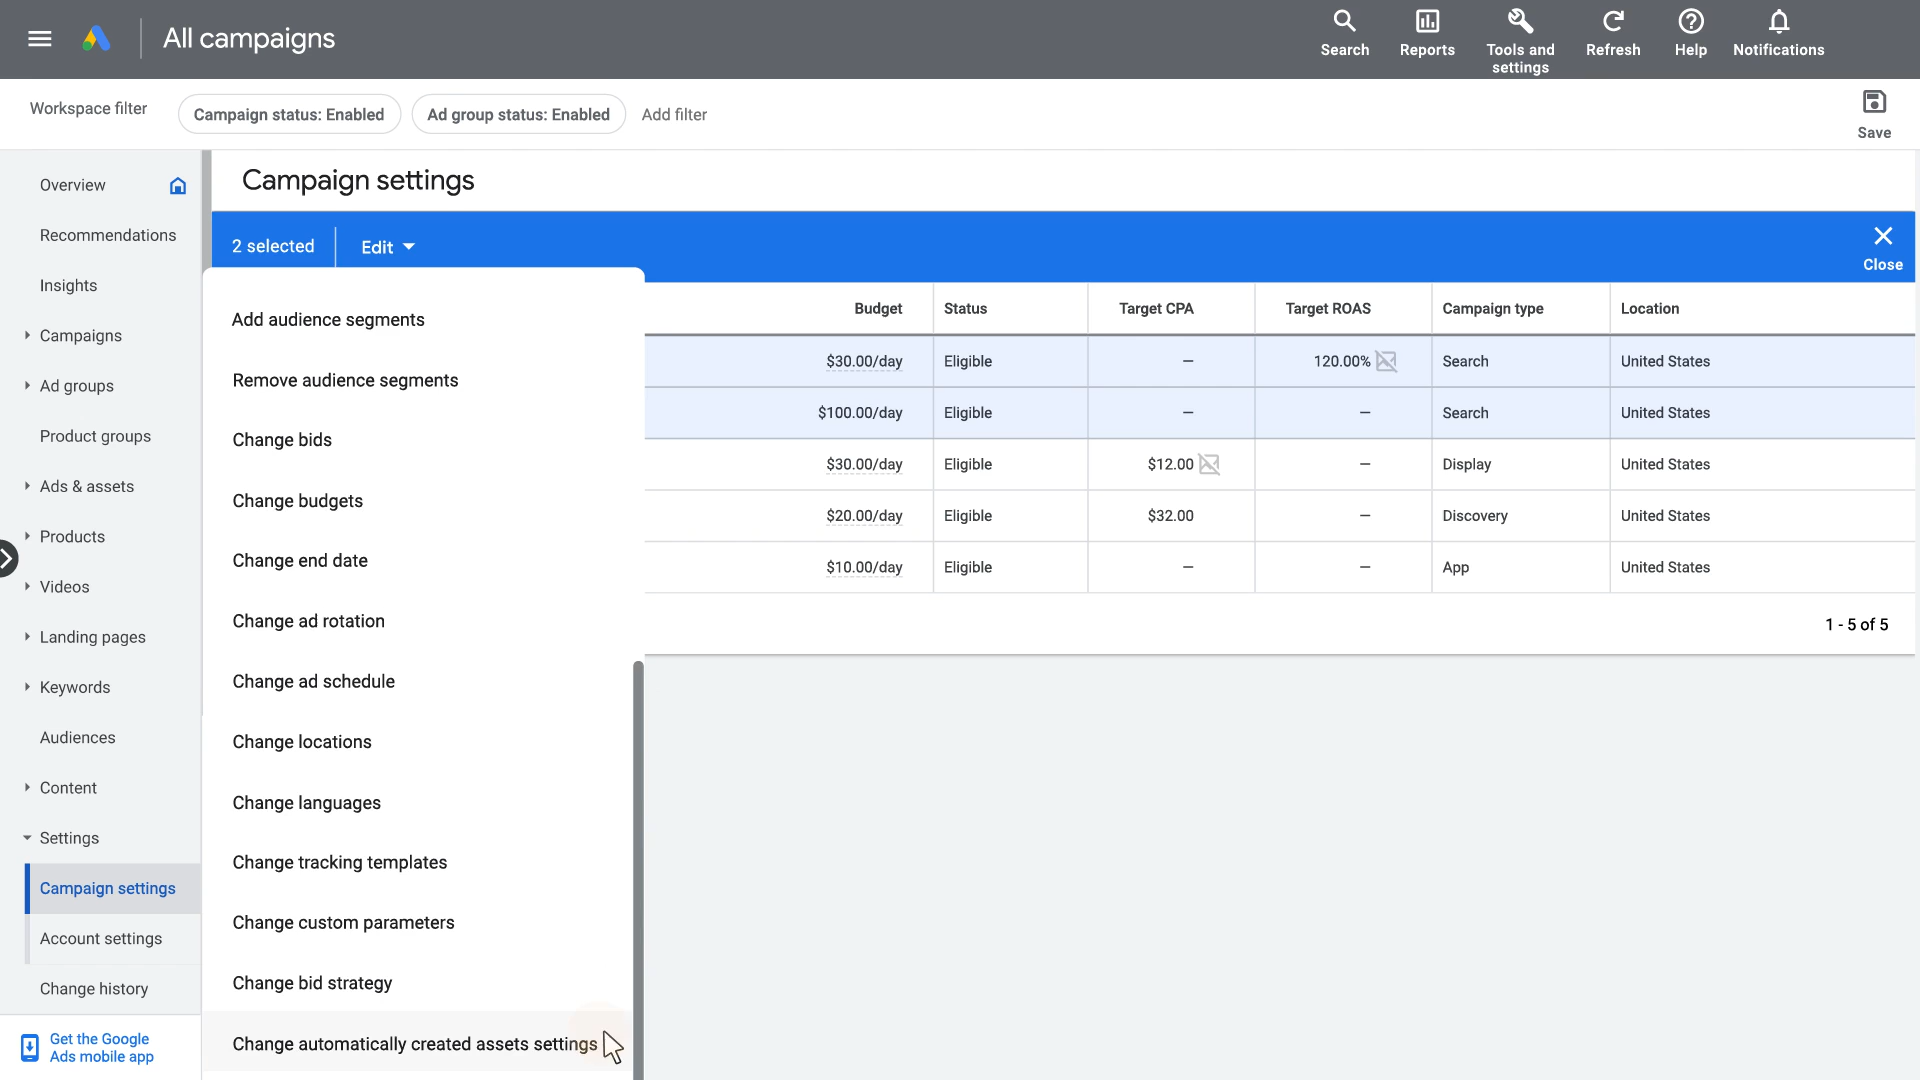 All campaigns
Search
Reports
Tools and
settings
Refresh
Help
Notifications
Workspace filter
Campaign status: Enabled
Ad group status: Enabled
Add filter
Save
Overview
Recommendations
Insights
Campaigns
Ad groups
Product groups
Ads & assets
Products
Videos
Landing pages
Keywords
Audiences
Content
Settings
Campaign settings
Account settings
Change history
Get the Google
Ads mobile app
Campaign settings
2 selected
Edit
Close
Add audience segments
Remove audience segments
Change bids
Change budgets
Change end date
Change ad rotation
Change ad schedule
Change locations
Change languages
Change tracking templates
Change custom parameters
Change bid strategy
Change automatically created assets settings
Budget Status Target CPA Target ROAS Campaign type Location
$30.00/day Eligible — 120.00% Search United States
$100.00/day Eligible — — Search United States
$30.00/day Eligible $12.00 — Display United States
$20.00/day Eligible $32.00 — Discovery United States
$10.00/day Eligible — — App United States
1 - 5 of 5